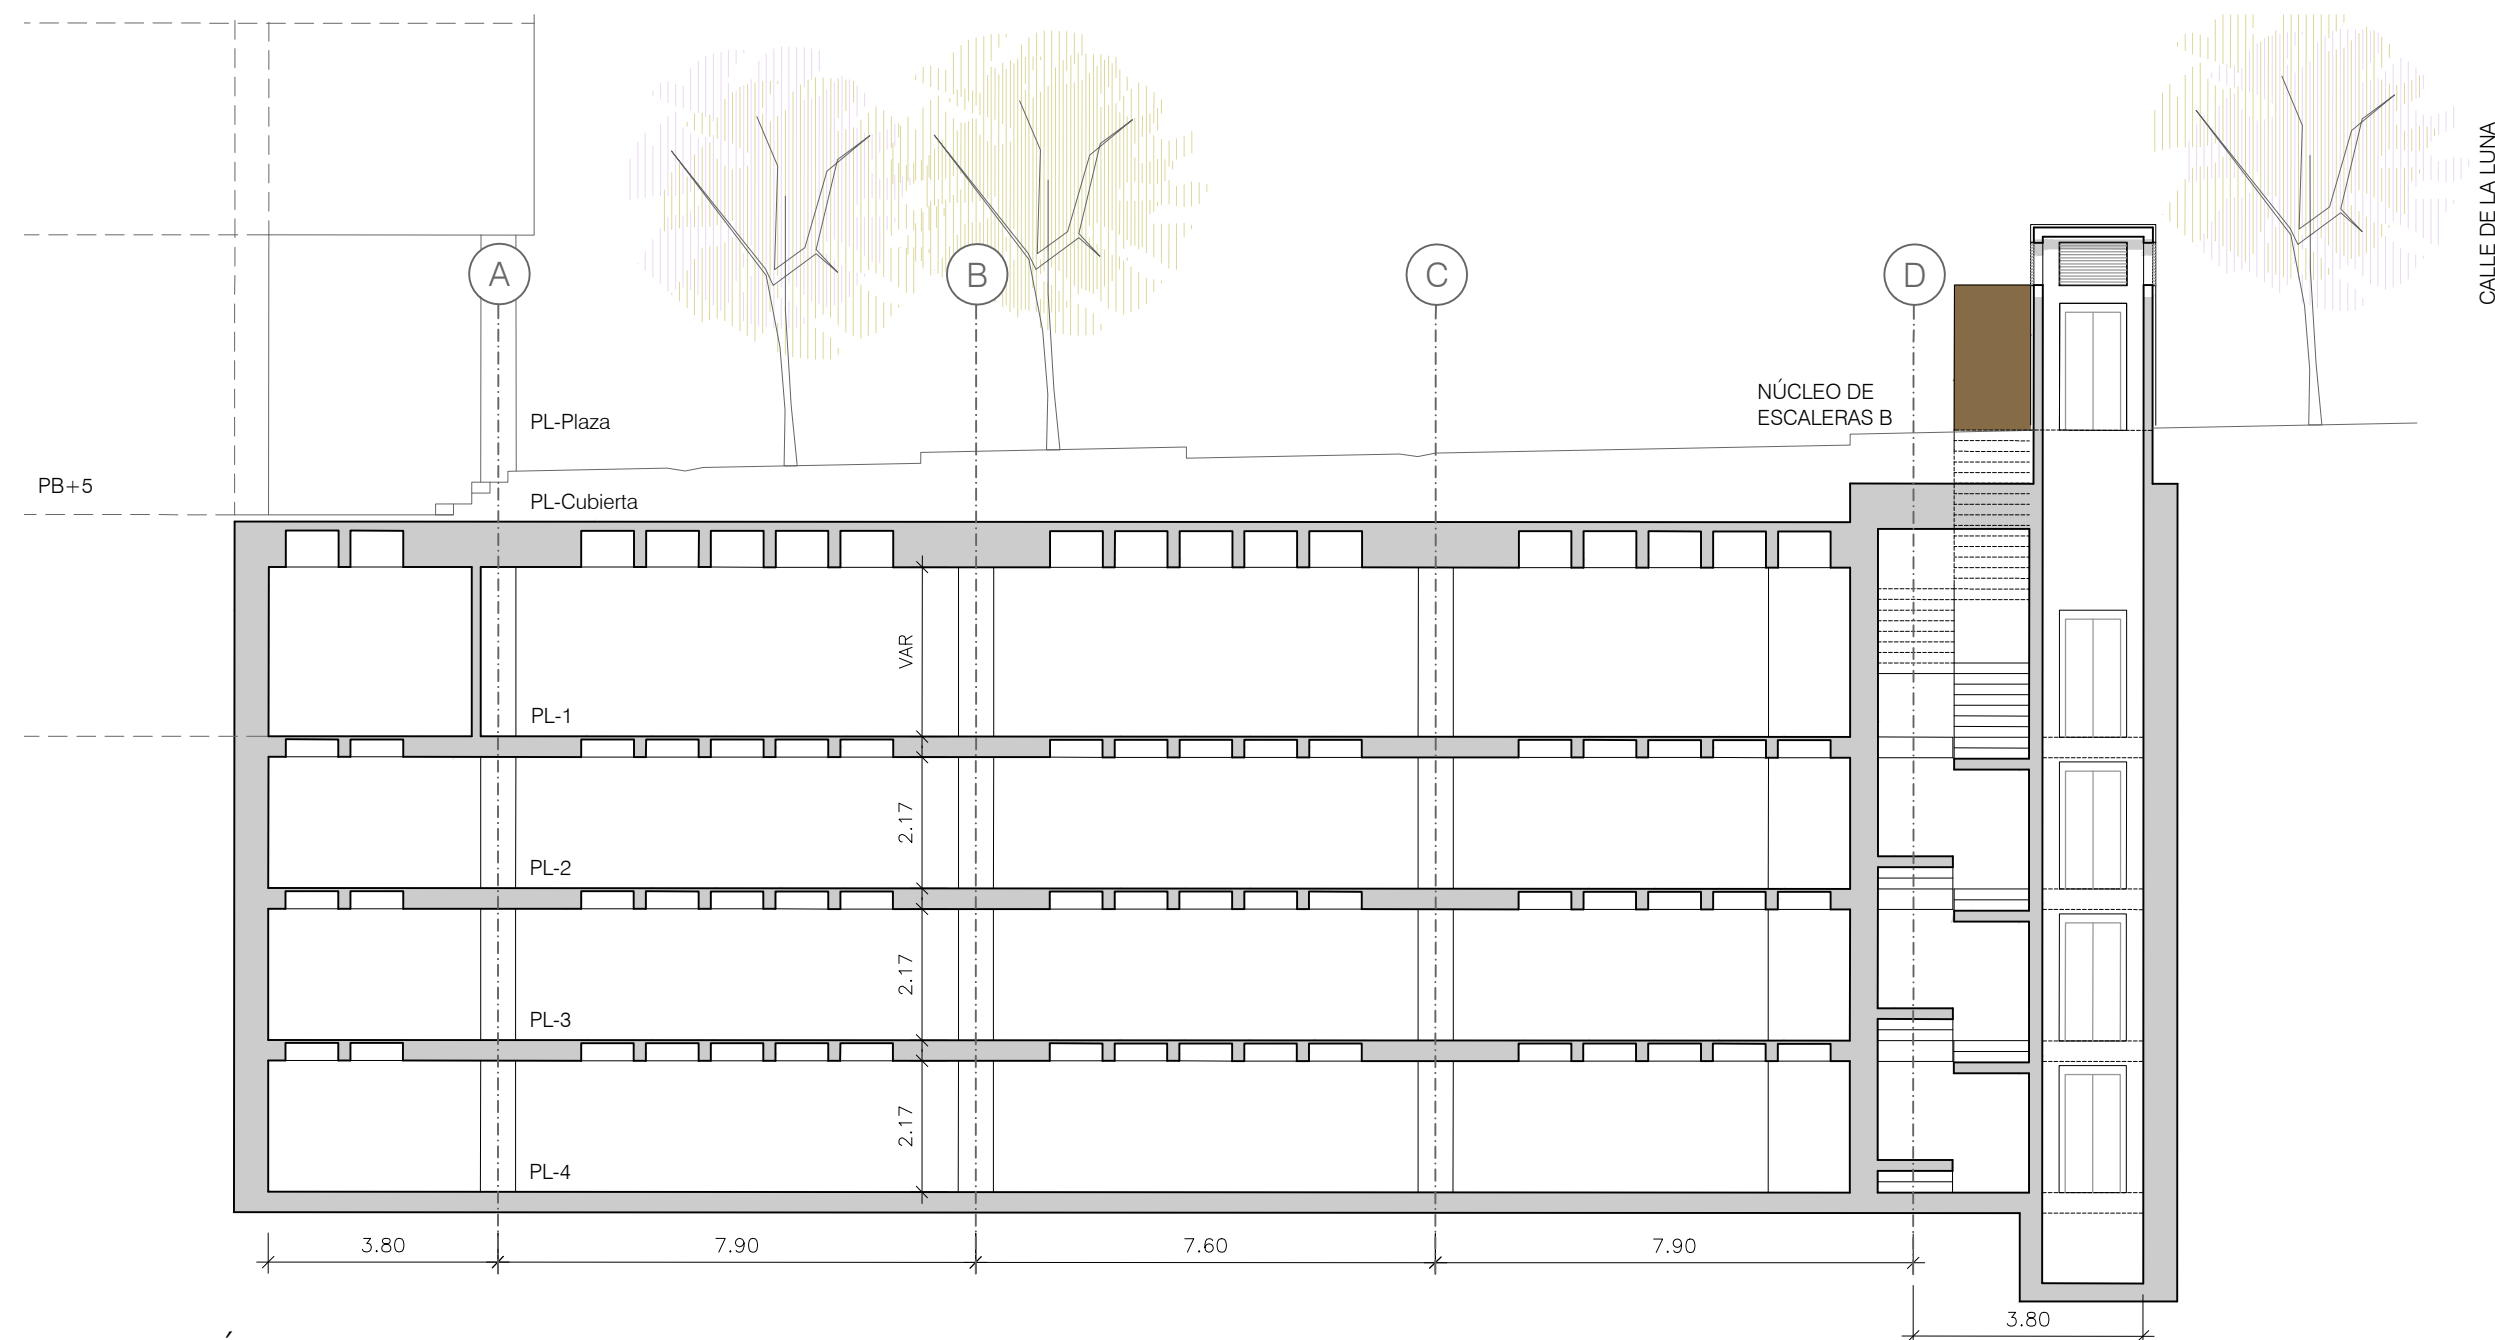 CALLE DE LA LUNA
A
B
C
D
NÚCLEO DE
ESCALERAS B
PL-Plaza
PB+5
PL-Cubierta
VAR
PL-1
2.17
PL-2
2.17
PL-3
2.17
PL-4
3.80
7.90
7.60
7.90
3.80